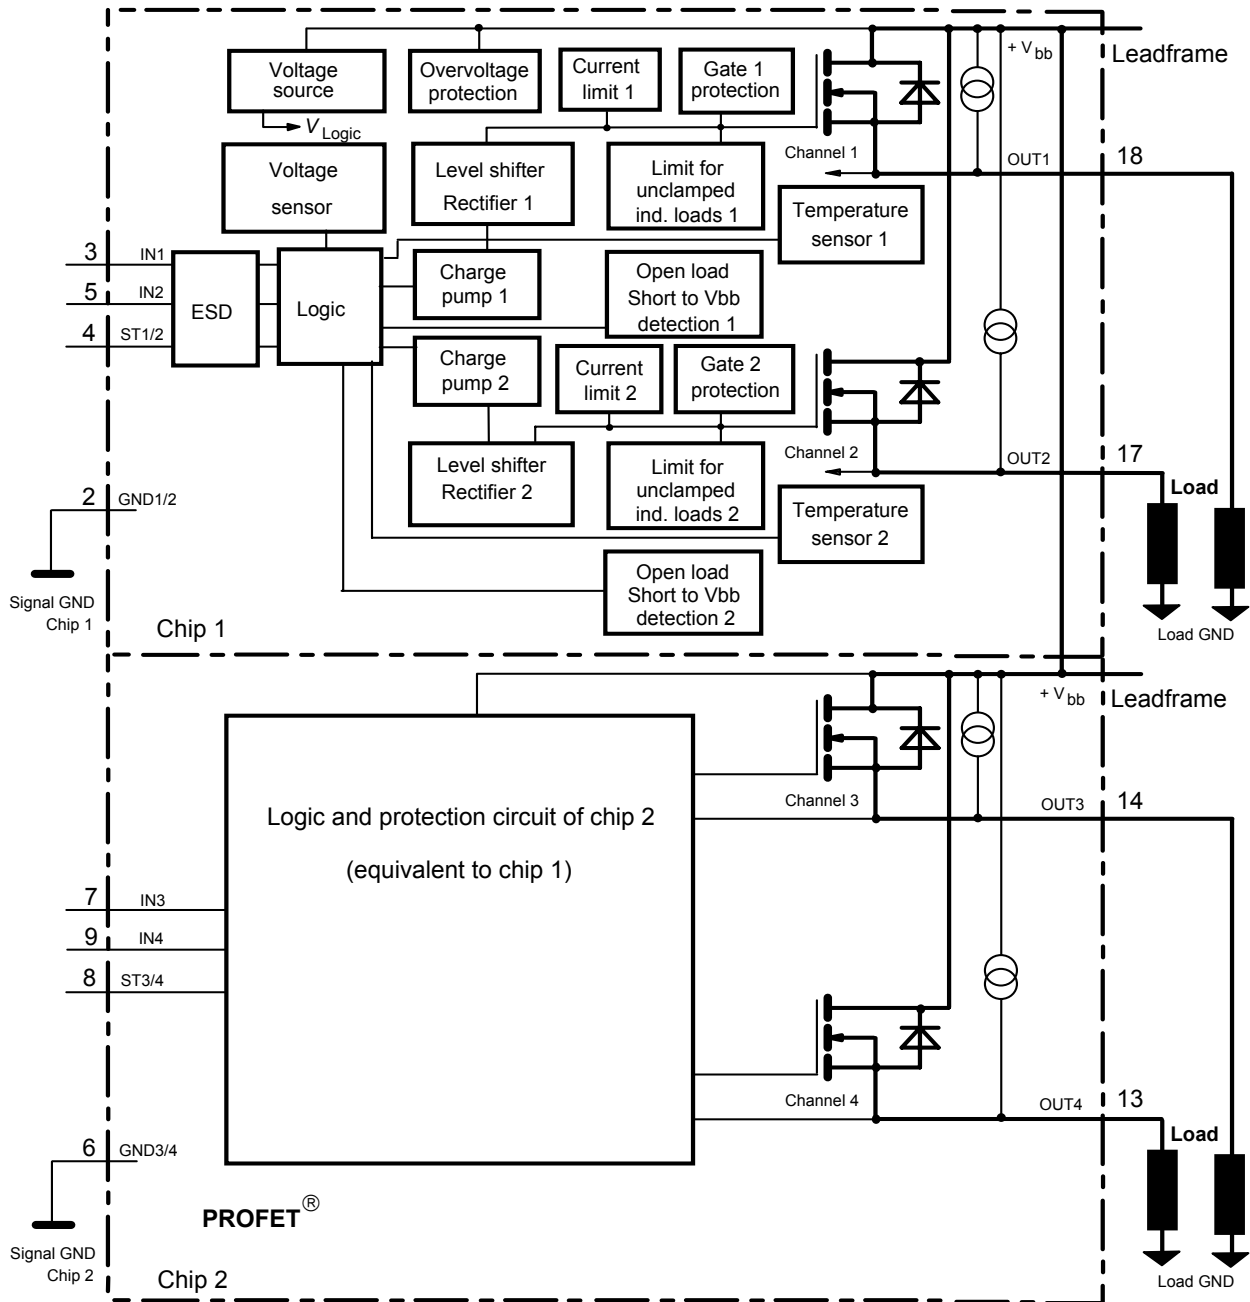 + Vbb
Leadframe
Voltage
source
Overvoltage
protection
Current
limit 1
Gate 1
protection
VLogic
Channel 1
OUT1
18
Voltage
sensor
Level shifter
Rectifier 1
Limit for
unclamped
ind. loads 1
Temperature
sensor 1
3
IN1
5
IN2
4
ST1/2
ESD
Logic
Charge
pump 1
Open load
Short to Vbb
detection 1
Charge
pump 2
Current
limit 2
Gate 2
protection
Channel 2
OUT2
17
Level shifter
Rectifier 2
Limit for
unclamped
ind. loads 2
Load
2
GND1/2
Temperature
sensor 2
Signal GND
Chip 1
Open load
Short to Vbb
detection 2
Chip 1
Load GND
+ Vbb
Leadframe
Channel 3
OUT3
14
Logic and protection circuit of chip 2
(equivalent to chip 1)
7
IN3
9
IN4
8
ST3/4
Channel 4
OUT4
13
Load
6
GND3/4
PROFET®
Signal GND
Chip 2
Chip 2
Load GND